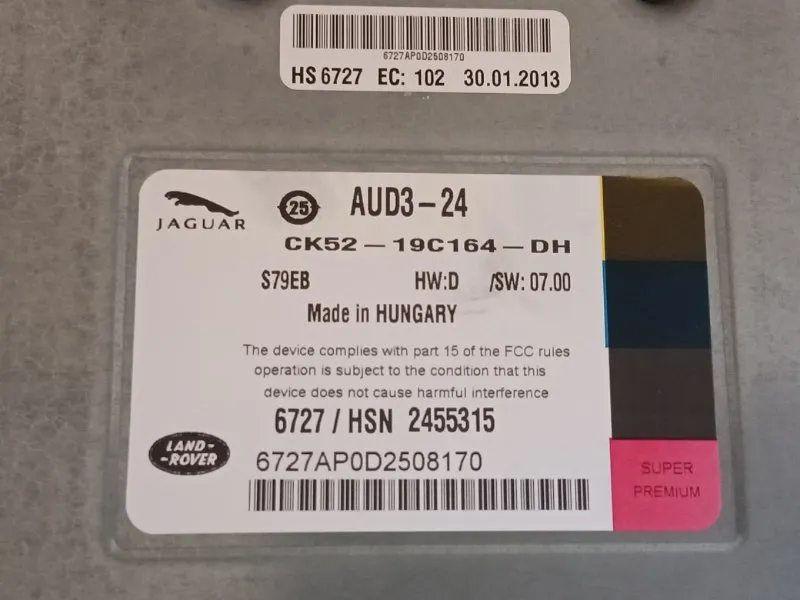 6727AP0D2508170
HS 6727 EC: 102 30.01.2013
JAGUAR
25
AUD3-24
CK52-19C164-DH
S79EB HW:D /SW: 07.00
Made in HUNGARY
The device complies with part 15 of the FCC rules
operation is subject to the condition that this
device does not cause harmful interference
6727 / HSN 2455315
LAND-
-ROVER
6727AP0D2508170
SUPER
PREMIUM